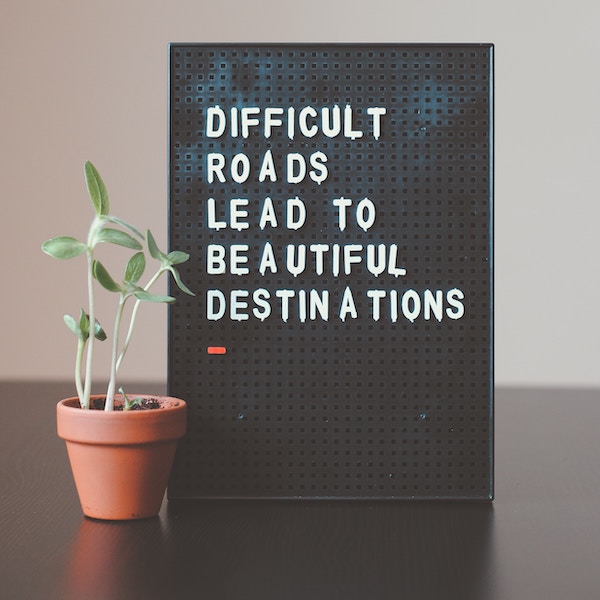 DIFFICULT
ROADS
LEAD TO
BEAUTIFUL
DESTINATIONS